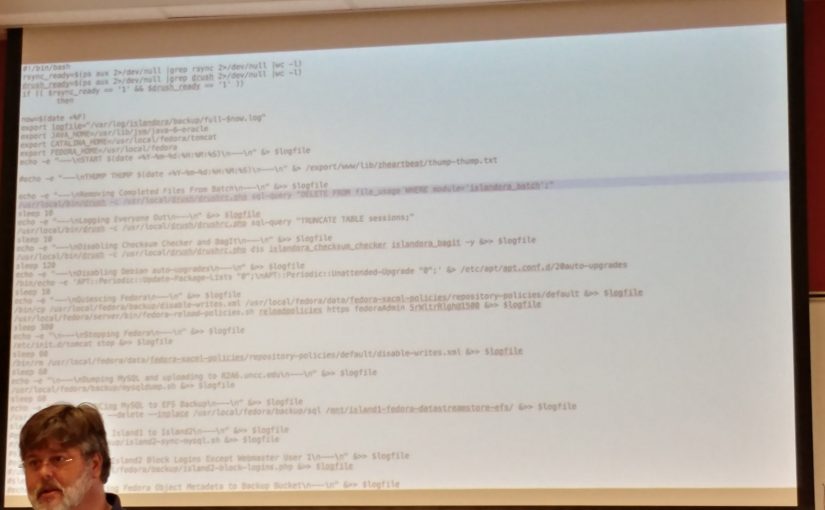 #!/bin/bash
rsync_ready=$(ps aux 2>/dev/null |grep rsync 2>/dev/null |wc -l)
drush_ready=$(ps aux 2>/dev/null |grep drush 2>/dev/null |wc -l)
if (( $rsync_ready == '1' && $drush_ready == '1' ))
then
now=$(date +%F)
export logfile="/var/log/islandora/backup/full-$now.log"
export JAVA_HOME=/usr/lib/jvm/java-6-oracle
export CATALINA_HOME=/usr/local/fedora/tomcat
export FEDORA_HOME=/usr/local/fedora
echo -e "----\nSTART $(date +%Y-%m-%d:%H:%M:%S)\n----\n" &> $logfile
#echo -e "----\nTHUMP THUMP $(date +%Y-%m-%d:%H:%M:%S)\n----\n" &> /export/www/lib/zheartbeat/thump-thump.txt
echo -e "----\nRemoving Completed Files From Batch\n----\n" &>> $logfile
/usr/local/bin/drush -c /usr/local/drush/drushrc.php sql-query "DELETE FROM file_usage WHERE module='islandora_batch';"
sleep 10
echo -e "----\nLogging Everyone Out\n----\n" &>> $logfile
/usr/local/bin/drush -c /usr/local/drush/drushrc.php sql-query "TRUNCATE TABLE sessions;"
sleep 10
echo -e "----\nDisabling Checksum Checker and BagIt\n----\n" &>> $logfile
/usr/local/bin/drush -c /usr/local/drush/drushrc.php dis islandora_checksum_checker islandora_bagit -y &>> $logfile
sleep 120
echo -e "----\nDisabling Debian auto-upgrades\n----\n" &>> $logfile
/bin/echo -e 'APT::Periodic::Update-Package-Lists "0";\nAPT::Periodic::Unattended-Upgrade "0";' &> /etc/apt/apt.conf.d/20auto-upgrades
sleep 10
echo -e "----\nQuiescing Fedora\n----\n" &>> $logfile
/bin/cp /usr/local/fedora/backup/disable-writes.xml /usr/local/fedora/data/fedora-xacml-policies/repository-policies/default &>> $logfile
/usr/local/fedora/server/bin/fedora-reload-policies.sh reloadpolicies https fedoraAdmin &>> $logfile
sleep 300
echo -e "\n----\nStopping Fedora\n----\n" &>> $logfile
/etc/init.d/tomcat stop &>> $logfile
sleep 60
/bin/rm /usr/local/fedora/data/fedora-xacml-policies/repository-policies/default/disable-writes.xml &>> $logfile
sleep 60
echo -e "\n----\nDumping MySQL and uploading to &>> $logfile
/usr/local/fedora/backup/mysqldump.sh &>> $logfile
sleep 60
echo MySQL to EFS Backup\n----\n" &>> $logfile
--delete --inplace /usr/local/fedora/backup/sql /mnt/island1-fedora-datastreamstore-efs/ &>> $logfile
Island1 to Island2\n----\n" &>> $logfile
/island2-sync-mysql.sh &>> $logfile
Island2 Block Logins Except Webmaster User 1\n----\n" &>> $logfile
/fedora/backup/island2-block-logins.php &>> $logfile
Fedora Object Metadata to Backup Bucket\n----\n" &>> $logfile